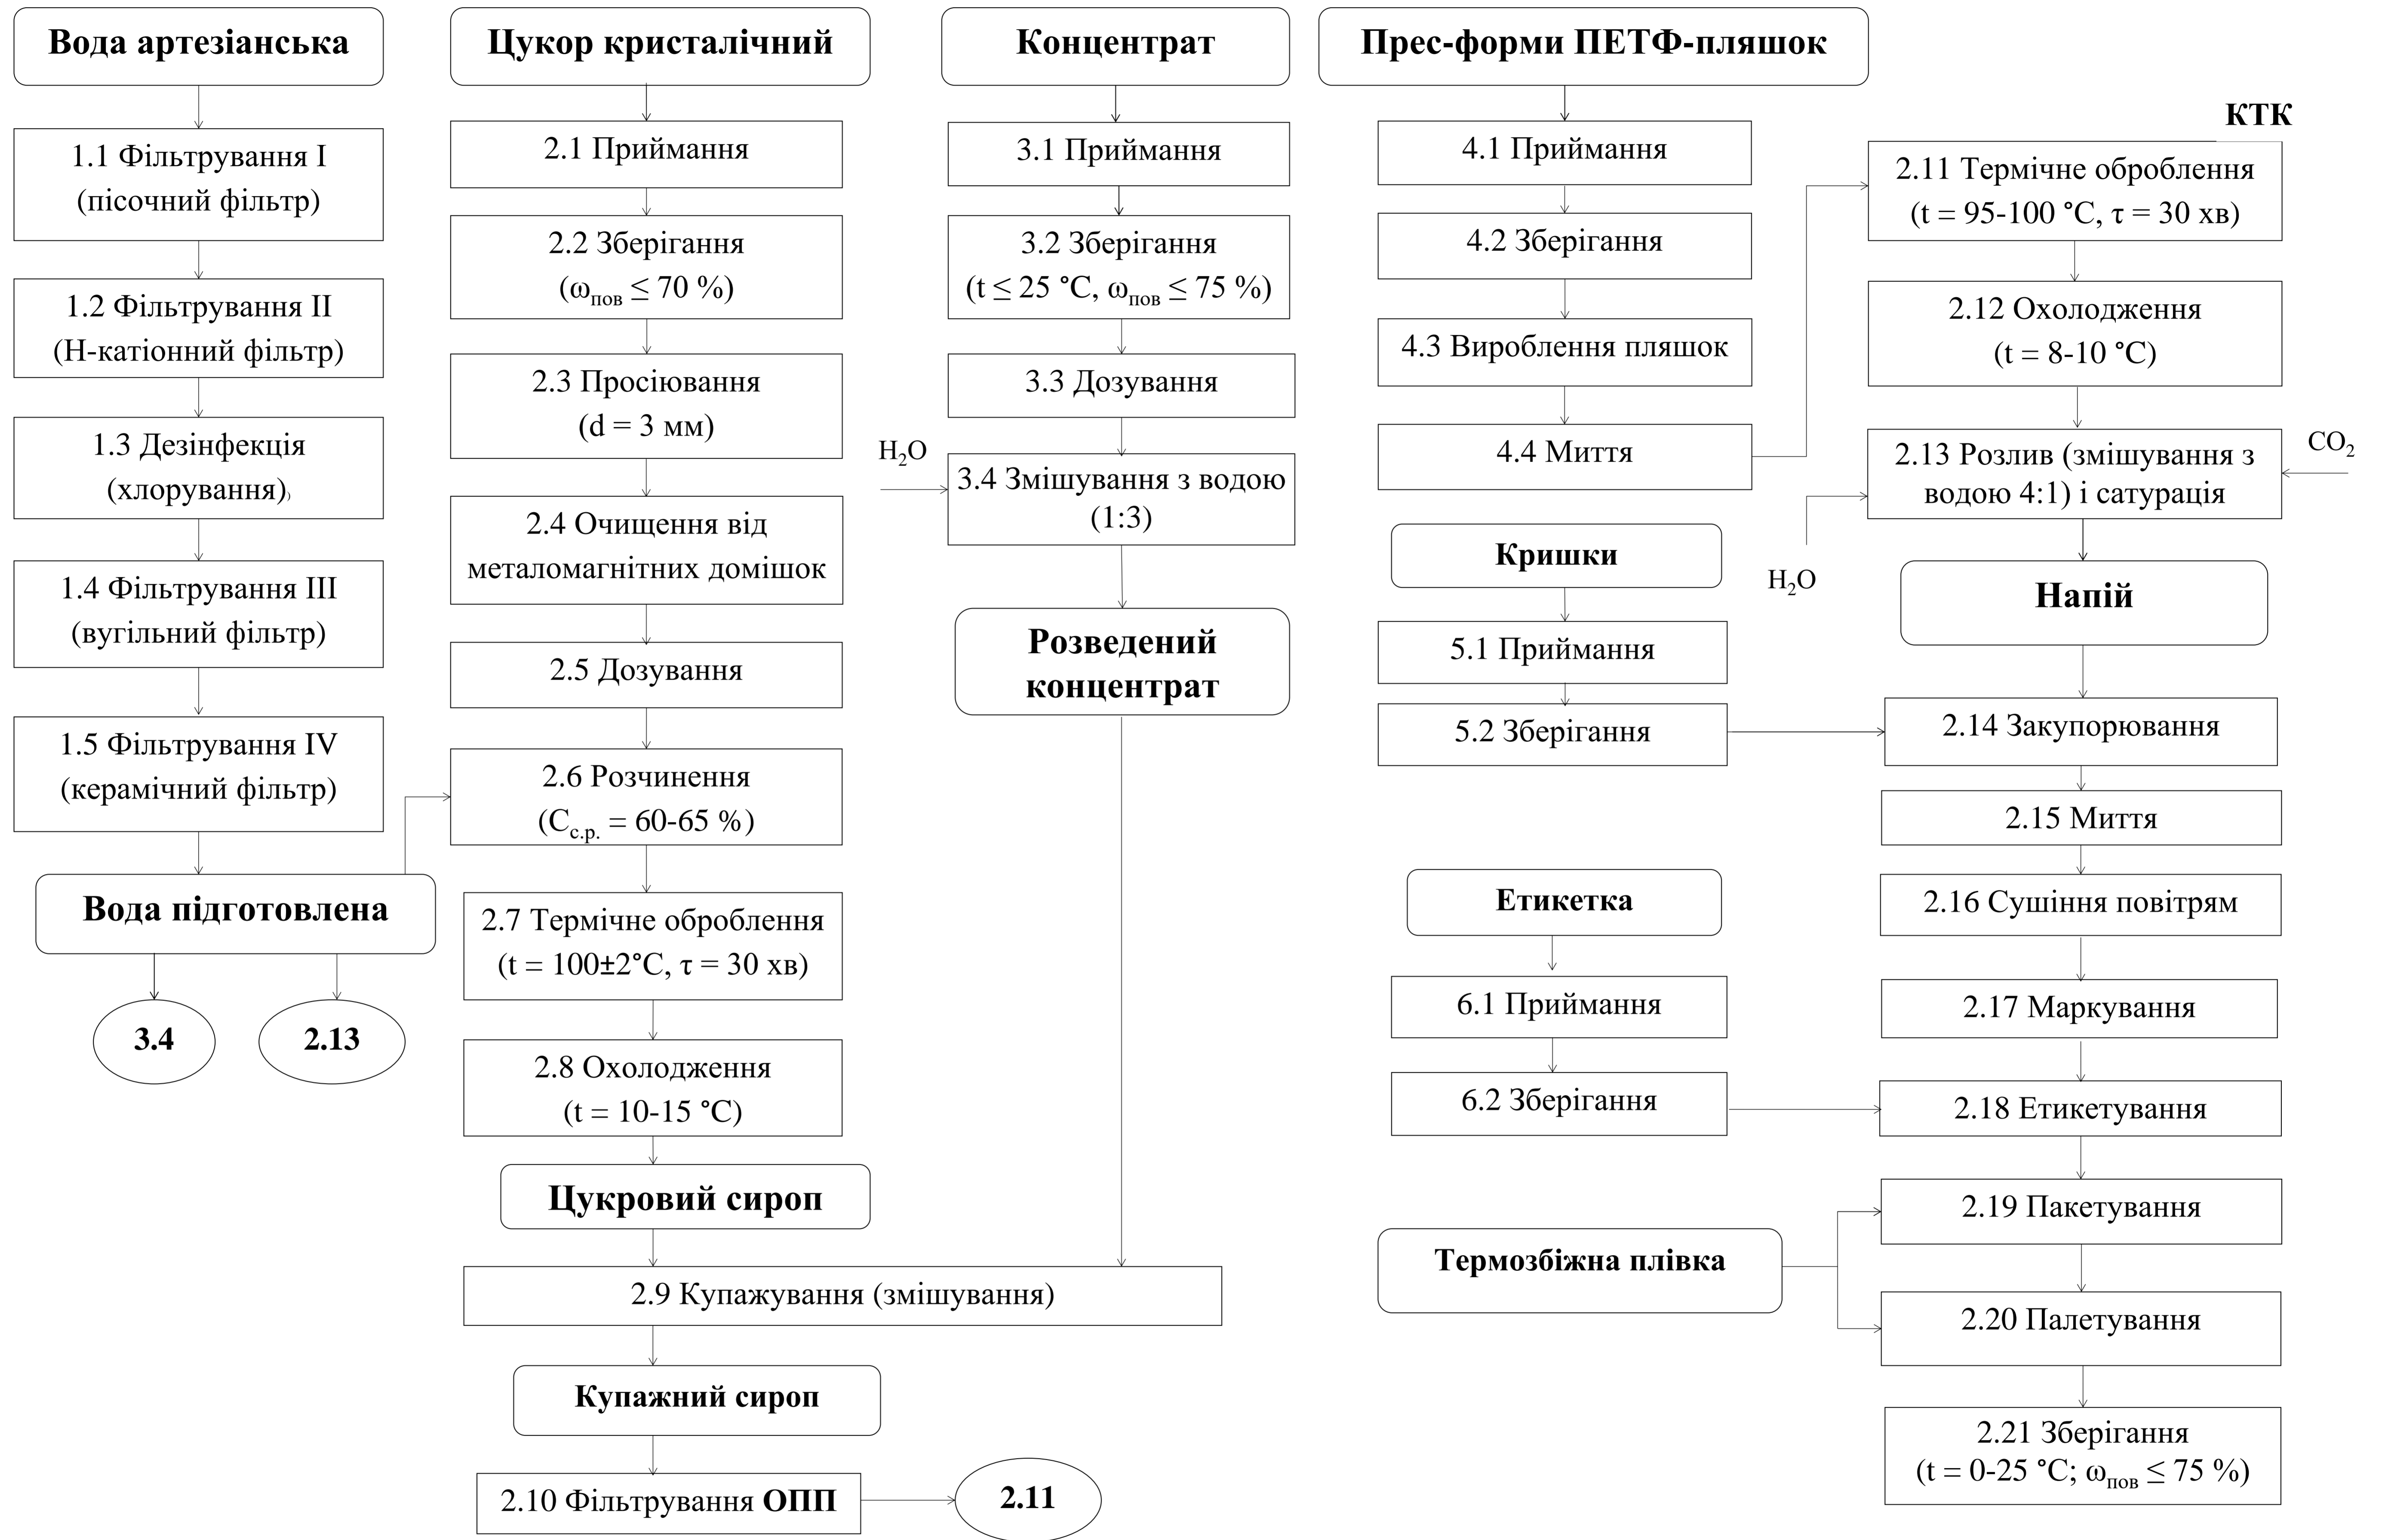 Вода артезіанська
1.1 Фільтрування I
(пісочний фільтр)
1.2 Фільтрування II
(Н-катіонний фільтр)
1.3 Дезінфекція
(хлорування))
1.4 Фільтрування III
(вугільний фільтр)
1.5 Фільтрування IV
(керамічний фільтр)
Вода підготовлена
3.4
2.13
Цукор кристалічний
2.1 Приймання
2.2 Зберігання
(ωпов ≤ 70 %)
2.3 Просіювання
(d = 3 мм)
2.4 Очищення від
металомагнітних домішок
2.5 Дозування
2.6 Розчинення
(Сс.р. = 60-65 %)
2.7 Термічне оброблення
(t = 100±2°C, τ = 30 хв)
2.8 Охолодження
(t = 10-15 °C)
Цукровий сироп
2.9 Купажування (змішування)
Купажний сироп
2.10 Фільтрування ОПП
2.11
Концентрат
3.1 Приймання
3.2 Зберігання
(t ≤ 25 °C, ωпов ≤ 75 %)
3.3 Дозування
H2O
3.4 Змішування з водою
(1:3)
Розведений
концентрат
Прес-форми ПЕТФ-пляшок
4.1 Приймання
4.2 Зберігання
4.3 Вироблення пляшок
4.4 Миття
Кришки
5.1 Приймання
5.2 Зберігання
Етикетка
6.1 Приймання
6.2 Зберігання
Термозбіжна плівка
КТК
2.11 Термічне оброблення
(t = 95-100 °C, τ = 30 хв)
2.12 Охолодження
(t = 8-10 °C)
CO2
2.13 Розлив (змішування з
водою 4:1) і сатурація
H2O
Напій
2.14 Закупорювання
2.15 Миття
2.16 Сушіння повітрям
2.17 Маркування
2.18 Етикетування
2.19 Пакетування
2.20 Палетування
2.21 Зберігання
(t = 0-25 °C; ωпов ≤ 75 %)